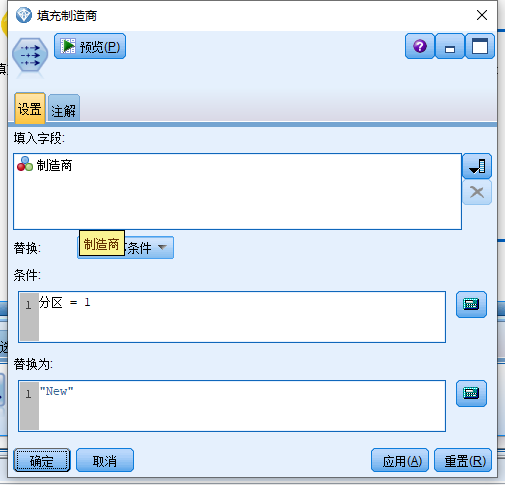 填充制造商
预览(P)
设置
注解
填入字段:
制造商
替换:
制造商
条件
条件:
1
分区 = 1
替换为:
1
"New"
确定
取消
应用(A)
重置(R)